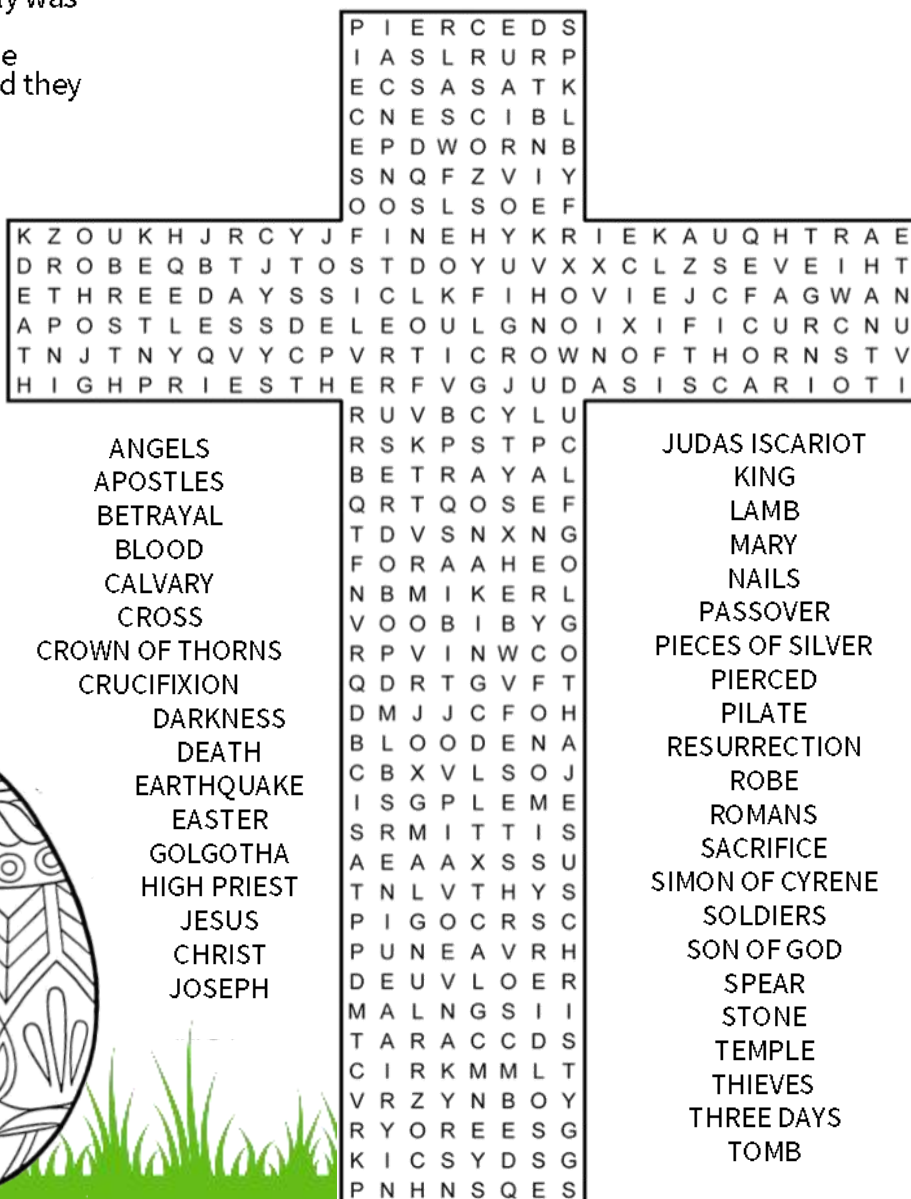 y was
e
d they
P I E R C E D S
I A S L R U R P
E C S A S A T K
C N E S C I B L
E P D W O R N B
S N Q F Z V I Y
O O S L S O E F
K Z O U K H J R C Y J F I N E H Y K R I E K A U Q H T R A E
D R O B E Q B T J T O S T D O Y U V X X C L Z S E V E I H T
E T H R E E D A Y S S I C L K F I H O V I E J C F A G W A N
A P O S T L E S S D E L E O U L G N O I X I F I C U R C N U
T N J T N Y Q V Y C P V R T I C R O W N O F T H O R N S T V
H I G H P R I E S T H E R F V G J U D A S I S C A R I O T I
R U V B C Y L U
R S K P S T P C
B E T R A Y A L
Q R T Q O S E F
T D V S N X N G
F O R A A H E O
N B M I K E R L
V O O B I B Y G
R P V I N W C O
Q D R T G V F T
D M J J C F O H
B L O O D E N A
C B X V L S O J
I S G P L E M E
S R M I T T I S
A E A A X S S U
T N L V T H Y S
P I G O C R S C
P U N E A V R H
D E U V L O E R
M A L N G S I I
T A R A C C D S
C I R K M M L T
V R Z Y N B O Y
R Y O R E E S G
K I C S Y D S G
P N H N S Q E S
ANGELS
APOSTLES
BETRAYAL
BLOOD
CALVARY
CROSS
CROWN OF THORNS
CRUCIFIXION
DARKNESS
DEATH
EARTHQUAKE
EASTER
GOLGOTHA
HIGH PRIEST
JESUS
CHRIST
JOSEPH
JUDAS ISCARIOT
KING
LAMB
MARY
NAILS
PASSOVER
PIECES OF SILVER
PIERCED
PILATE
RESURRECTION
ROBE
ROMANS
SACRIFICE
SIMON OF CYRENE
SOLDIERS
SON OF GOD
SPEAR
STONE
TEMPLE
THIEVES
THREE DAYS
TOMB